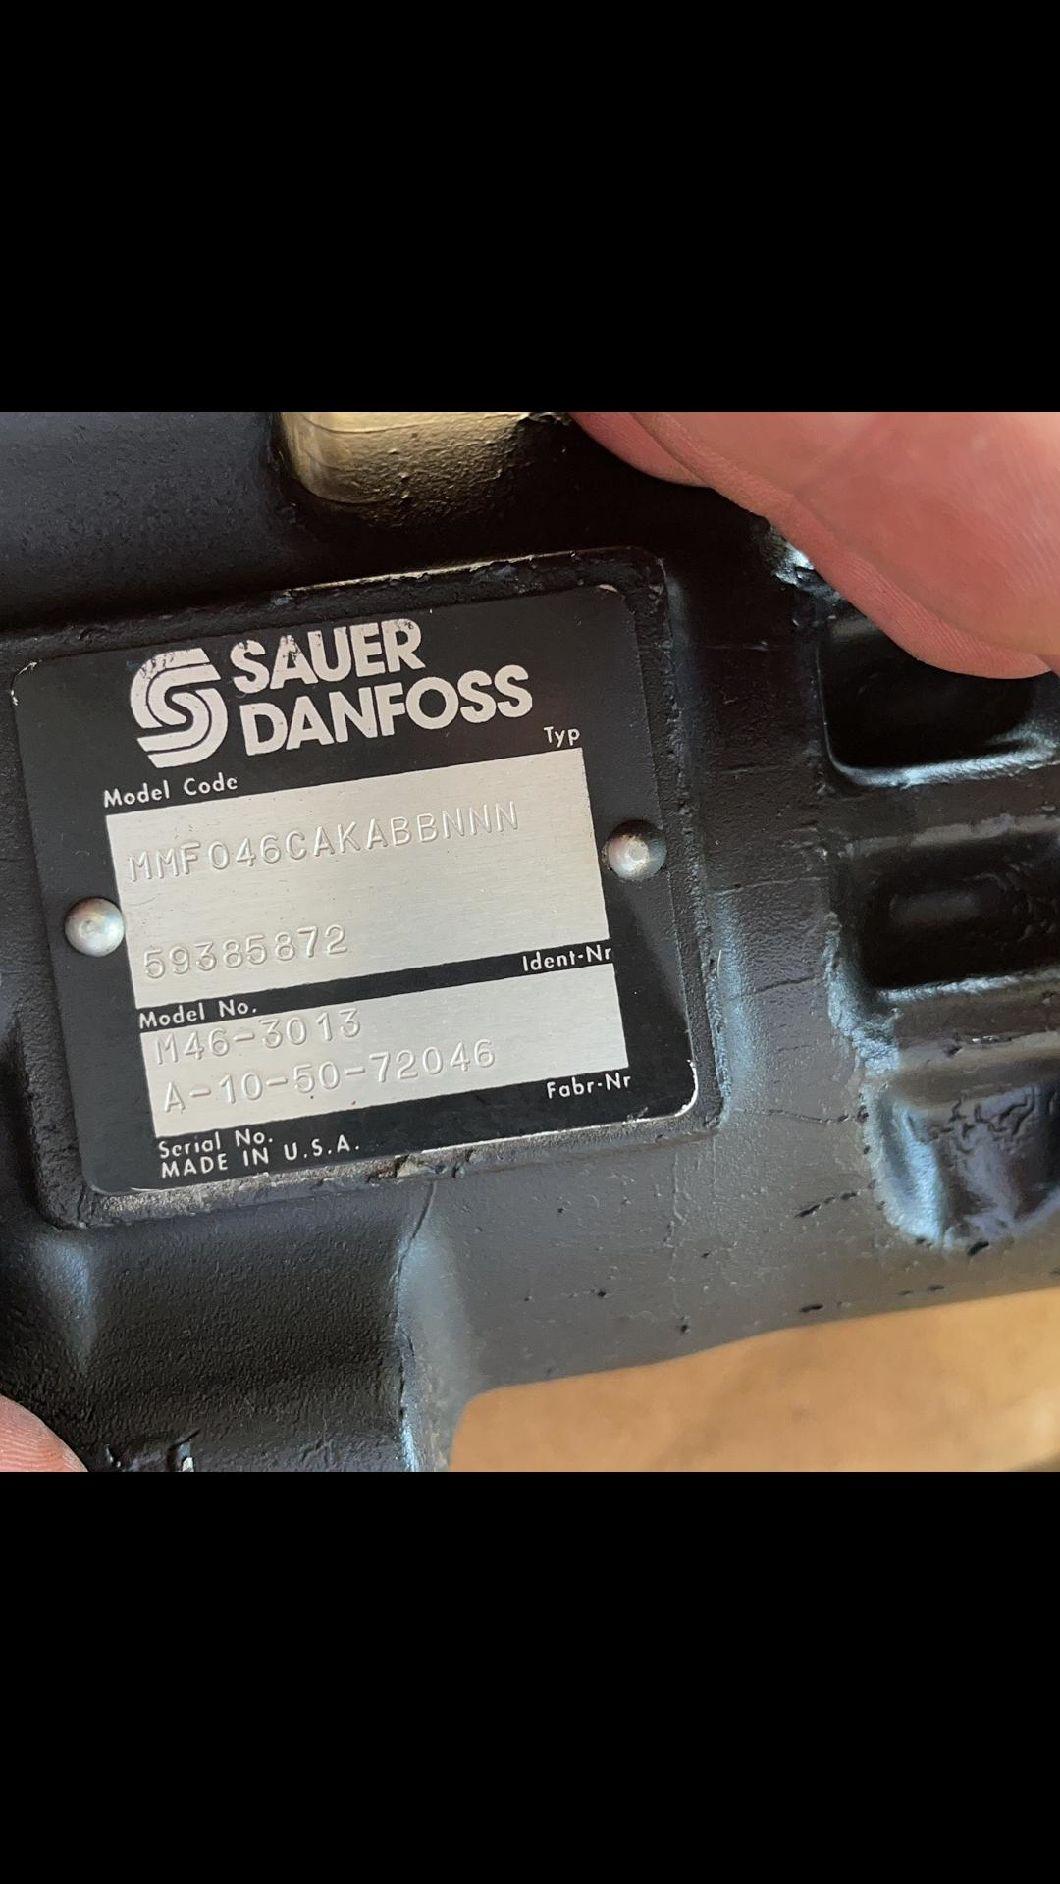 SAUER
DANFOSS
Model Code Typ
MMF046CAKABBNNN
59385872
Model No. Ident-Nr
M46-3013
A-10-50-72046
Serial No. Fabr-Nr
MADE IN U.S.A.